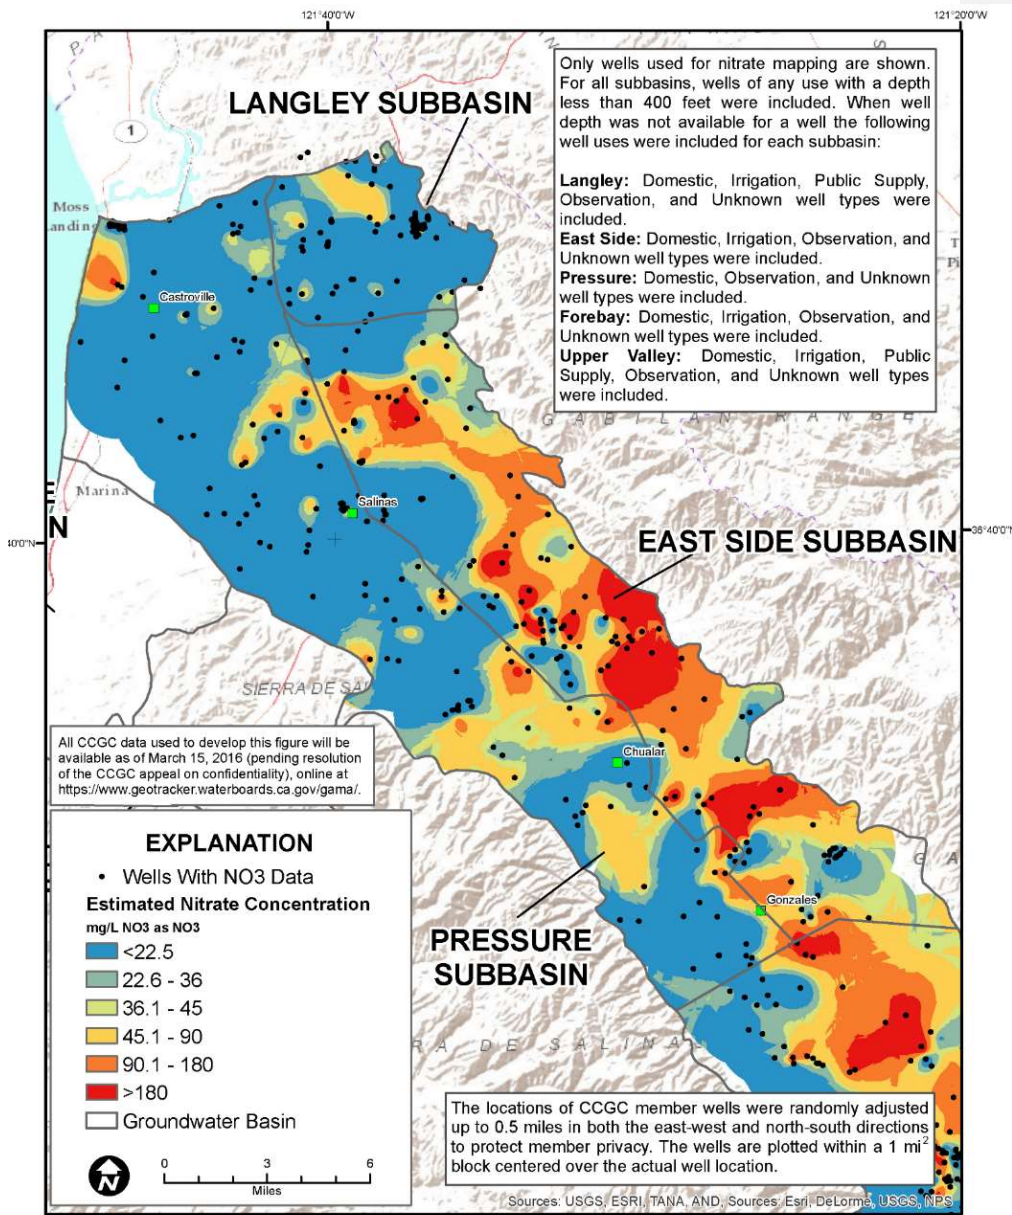 121°40'0"W
121°20'0"W
Only wells used for nitrate mapping are shown.
For all subbasins, wells of any use with a depth
less than 400 feet were included. When well
depth was not available for a well the following
well uses were included for each subbasin:
Langley: Domestic, Irrigation, Public Supply,
Observation, and Unknown well types were
included.
East Side: Domestic, Irrigation, Observation, and
Unknown well types were included.
Pressure: Domestic, Observation, and Unknown
well types were included.
Forebay: Domestic, Irrigation, Observation, and
Unknown well types were included.
Upper Valley: Domestic, Irrigation, Public
Supply, Observation, and Unknown well types
were included.
LANGLEY SUBBASIN
1
Moss
Landing
Castroville
GABILAN RANGE
Marina
Salinas
N
40'0"N
36°40'0"N
EAST SIDE SUBBASIN
SIERRA DE SAL
All CCGC data used to develop this figure will be
available as of March 15, 2016 (pending resolution
of the CCGC appeal on confidentiality), online at
https://www.geotracker.waterboards.ca.gov/gama/.
Chualar
Gonzales
PRESSURE
SUBBASIN
RA DE SALINA
EXPLANATION
Wells With NO3 Data
Estimated Nitrate Concentration
mg/L NO3 as NO3
<22.5
22.6 - 36
36.1 - 45
45.1 - 90
90.1 - 180
>180
Groundwater Basin
N
0 3 6
Miles
The locations of CCGC member wells were randomly adjusted
up to 0.5 miles in both the east-west and north-south directions
to protect member privacy. The wells are plotted within a 1 mi²
block centered over the actual well location.
Sources: USGS, ESRI, TANA, AND, Sources: Esri, DeLorme, USGS, NPS